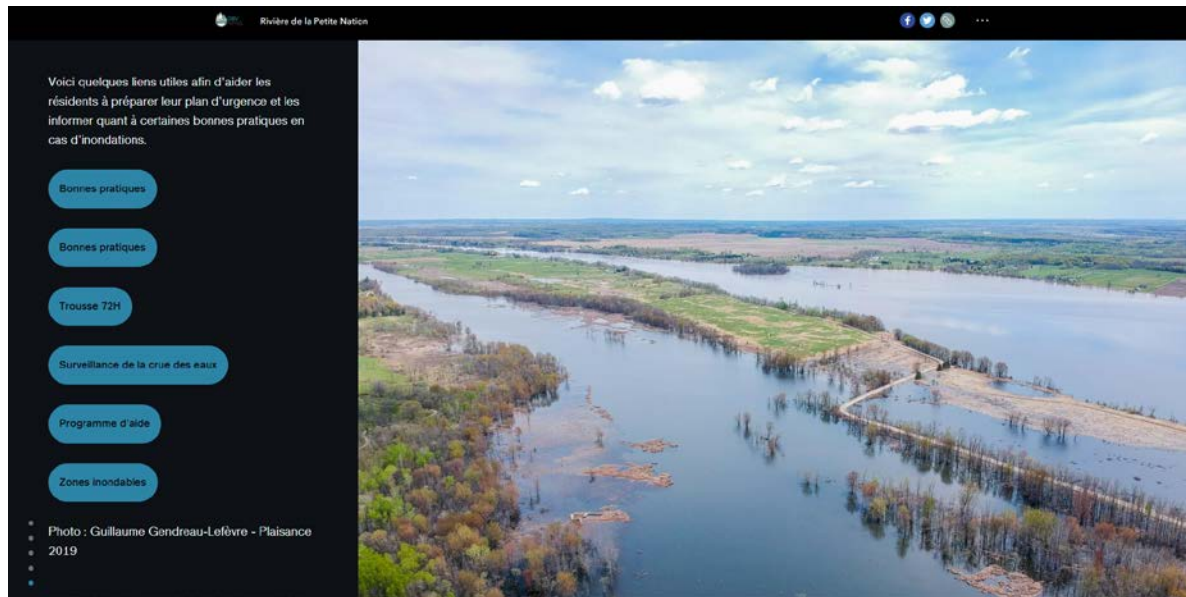 Rivière de la Petite Nation
Voici quelques liens utiles afin d'aider les
résidents à préparer leur plan d'urgence et les
informer quant à certaines bonnes pratiques en
cas d'inondations.
Bonnes pratiques
Bonnes pratiques
Trousse 72H
Surveillance de la crue des eaux
Programme d'aide
Zones inondables
Photo : Guillaume Gendreau-Lefèvre - Plaisance
2019